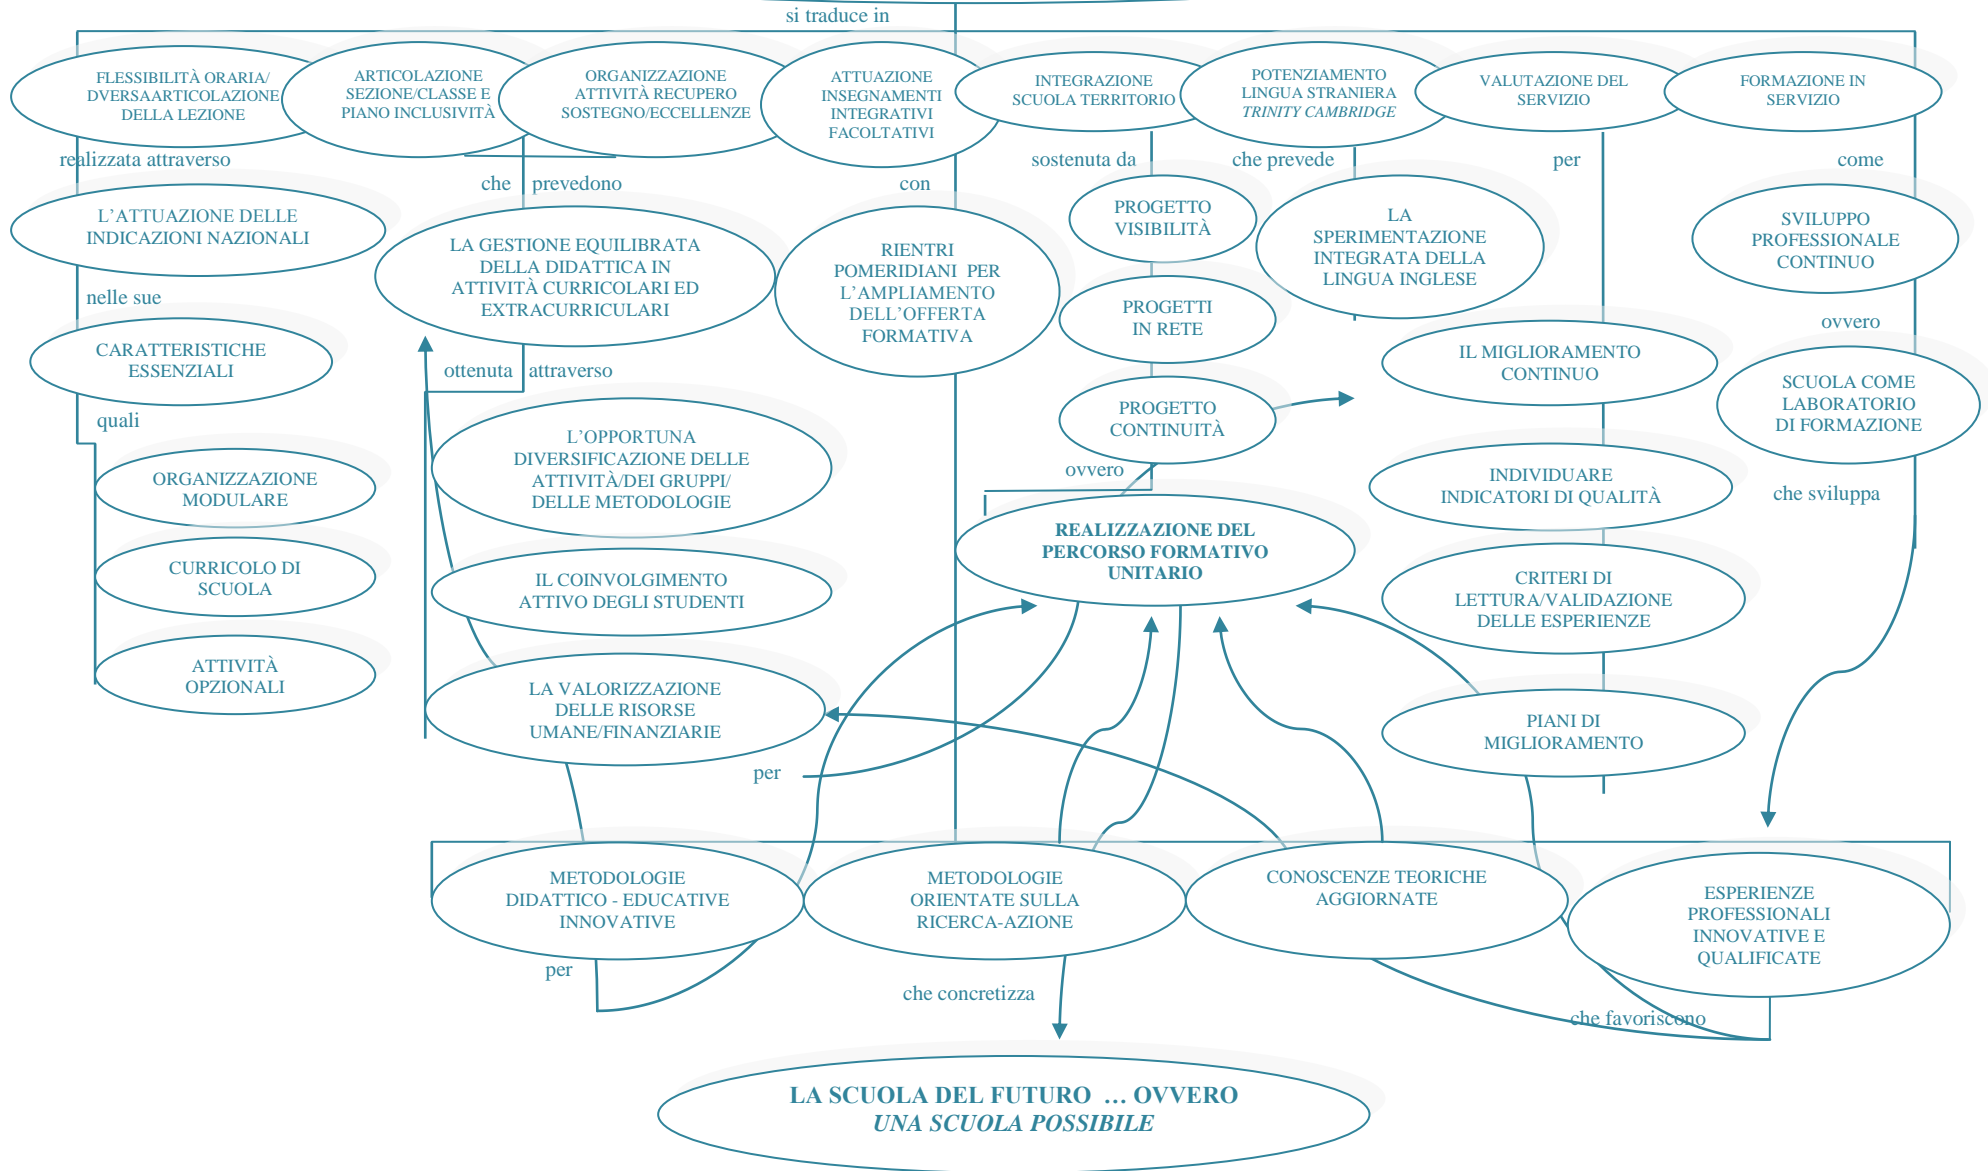 si traduce in
FLESSIBILITÀ ORARIA/
DVERSAARTICOLAZIONE
DELLA LEZIONE
ARTICOLAZIONE
SEZIONE/CLASSE E
PIANO INCLUSIVITÀ
ORGANIZZAZIONE
ATTIVITÀ RECUPERO
SOSTEGNO/ECCELLENZE
ATTUAZIONE
INSEGNAMENTI
INTEGRATIVI
FACOLTATIVI
INTEGRAZIONE
SCUOLA TERRITORIO
POTENZIAMENTO
LINGUA STRANIERA
TRINITY CAMBRIDGE
VALUTAZIONE DEL
SERVIZIO
FORMAZIONE IN
SERVIZIO
realizzata attraverso
che prevedono
con
sostenuta da
che prevede
per
come
L'ATTUAZIONE DELLE
INDICAZIONI NAZIONALI
LA GESTIONE EQUILIBRATA
DELLA DIDATTICA IN
ATTIVITÀ CURRICOLARI ED
EXTRACURRICULARI
RIENTRI
POMERIDIANI PER
L'AMPLIAMENTO
DELL'OFFERTA
FORMATIVA
PROGETTO
VISIBILITÀ
LA
SPERIMENTAZIONE
INTEGRATA DELLA
LINGUA INGLESE
SVILUPPO
PROFESSIONALE
CONTINUO
nelle sue
PROGETTI
IN RETE
ovvero
CARATTERISTICHE
ESSENZIALI
ottenuta attraverso
IL MIGLIORAMENTO
CONTINUO
SCUOLA COME
LABORATORIO
DI FORMAZIONE
quali
PROGETTO
CONTINUITÀ
L'OPPORTUNA
DIVERSIFICAZIONE DELLE
ATTIVITÀ/DEI GRUPPI/
DELLE METODOLOGIE
ovvero
INDIVIDUARE
INDICATORI DI QUALITÀ
che sviluppa
ORGANIZZAZIONE
MODULARE
REALIZZAZIONE DEL
PERCORSO FORMATIVO
UNITARIO
CURRICOLO DI
SCUOLA
IL COINVOLGIMENTO
ATTIVO DEGLI STUDENTI
CRITERI DI
LETTURA/VALIDAZIONE
DELLE ESPERIENZE
ATTIVITÀ
OPZIONALI
LA VALORIZZAZIONE
DELLE RISORSE
UMANE/FINANZIARIE
PIANI DI
MIGLIORAMENTO
per
METODOLOGIE
DIDATTICO - EDUCATIVE
INNOVATIVE
METODOLOGIE
ORIENTATE SULLA
RICERCA-AZIONE
CONOSCENZE TEORICHE
AGGIORNATE
ESPERIENZE
PROFESSIONALI
INNOVATIVE E
QUALIFICATE
per
che concretizza
che favoriscono
LA SCUOLA DEL FUTURO … OVVERO
UNA SCUOLA POSSIBILE